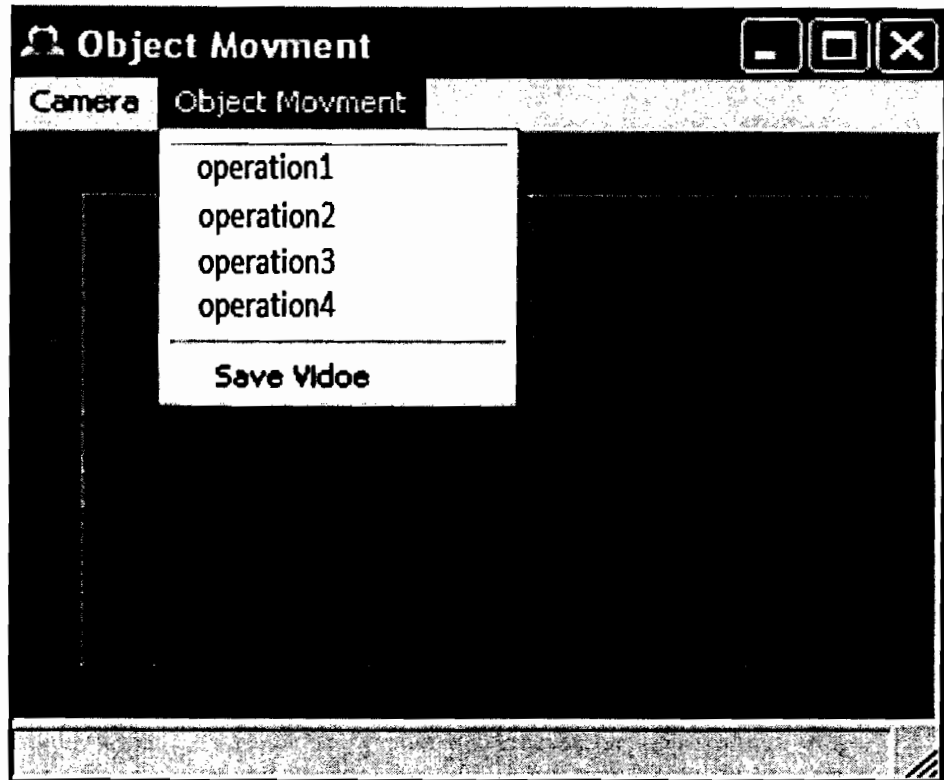 Object Movment
Camera Object Movment
operation1
operation2
operation3
operation4
Save Vidoe